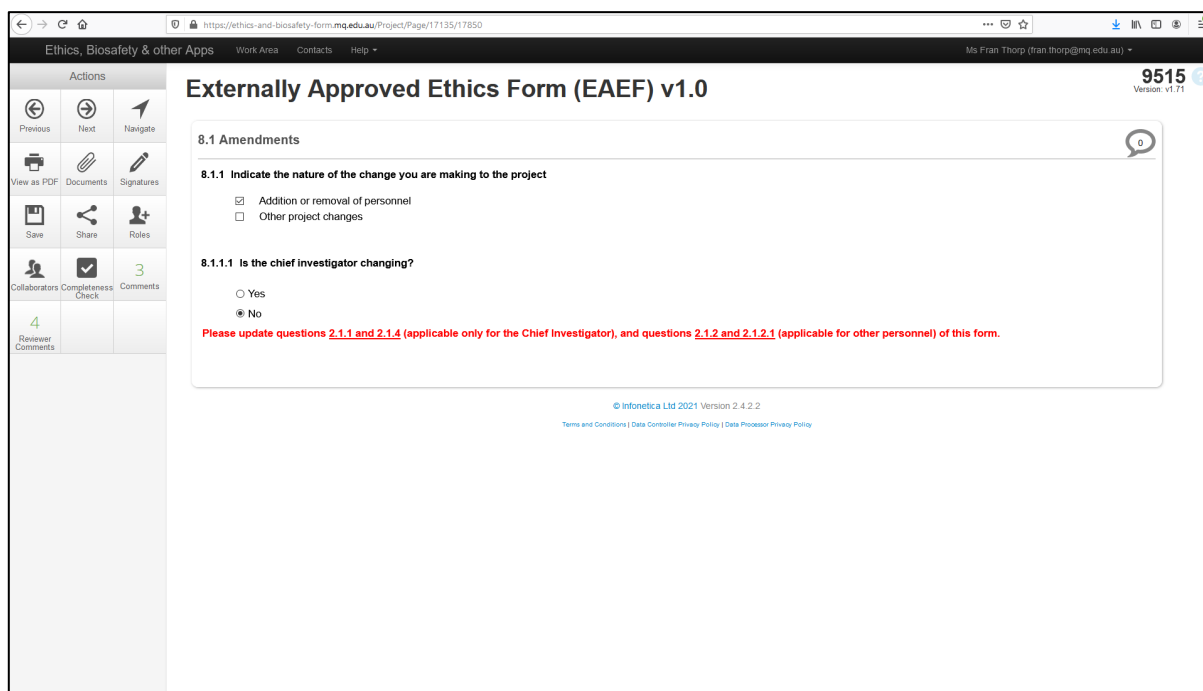 https://ethics-and-biosafety-form.mq.edu.au/Project/Page/17135/17850
Ethics, Biosafety & other Apps Work Area Contacts Help Ms Fran Thorp (fran.thorp@mq.edu.au)
Actions
Previous Next Navigate
View as PDF Documents Signatures
Save Share Roles
Collaborators Completeness Check 3 Comments
4 Reviewer Comments
Externally Approved Ethics Form (EAEF) v1.0
9515
Version: v1.71
8.1 Amendments
0
8.1.1 Indicate the nature of the change you are making to the project
Addition or removal of personnel
Other project changes
8.1.1.1 Is the chief investigator changing?
Yes
No
Please update questions 2.1.1 and 2.1.4 (applicable only for the Chief Investigator), and questions 2.1.2 and 2.1.2.1 (applicable for other personnel) of this form.
© Infonetica Ltd 2021 Version 2.4.2.2
Terms and Conditions | Data Controller Privacy Policy | Data Processor Privacy Policy